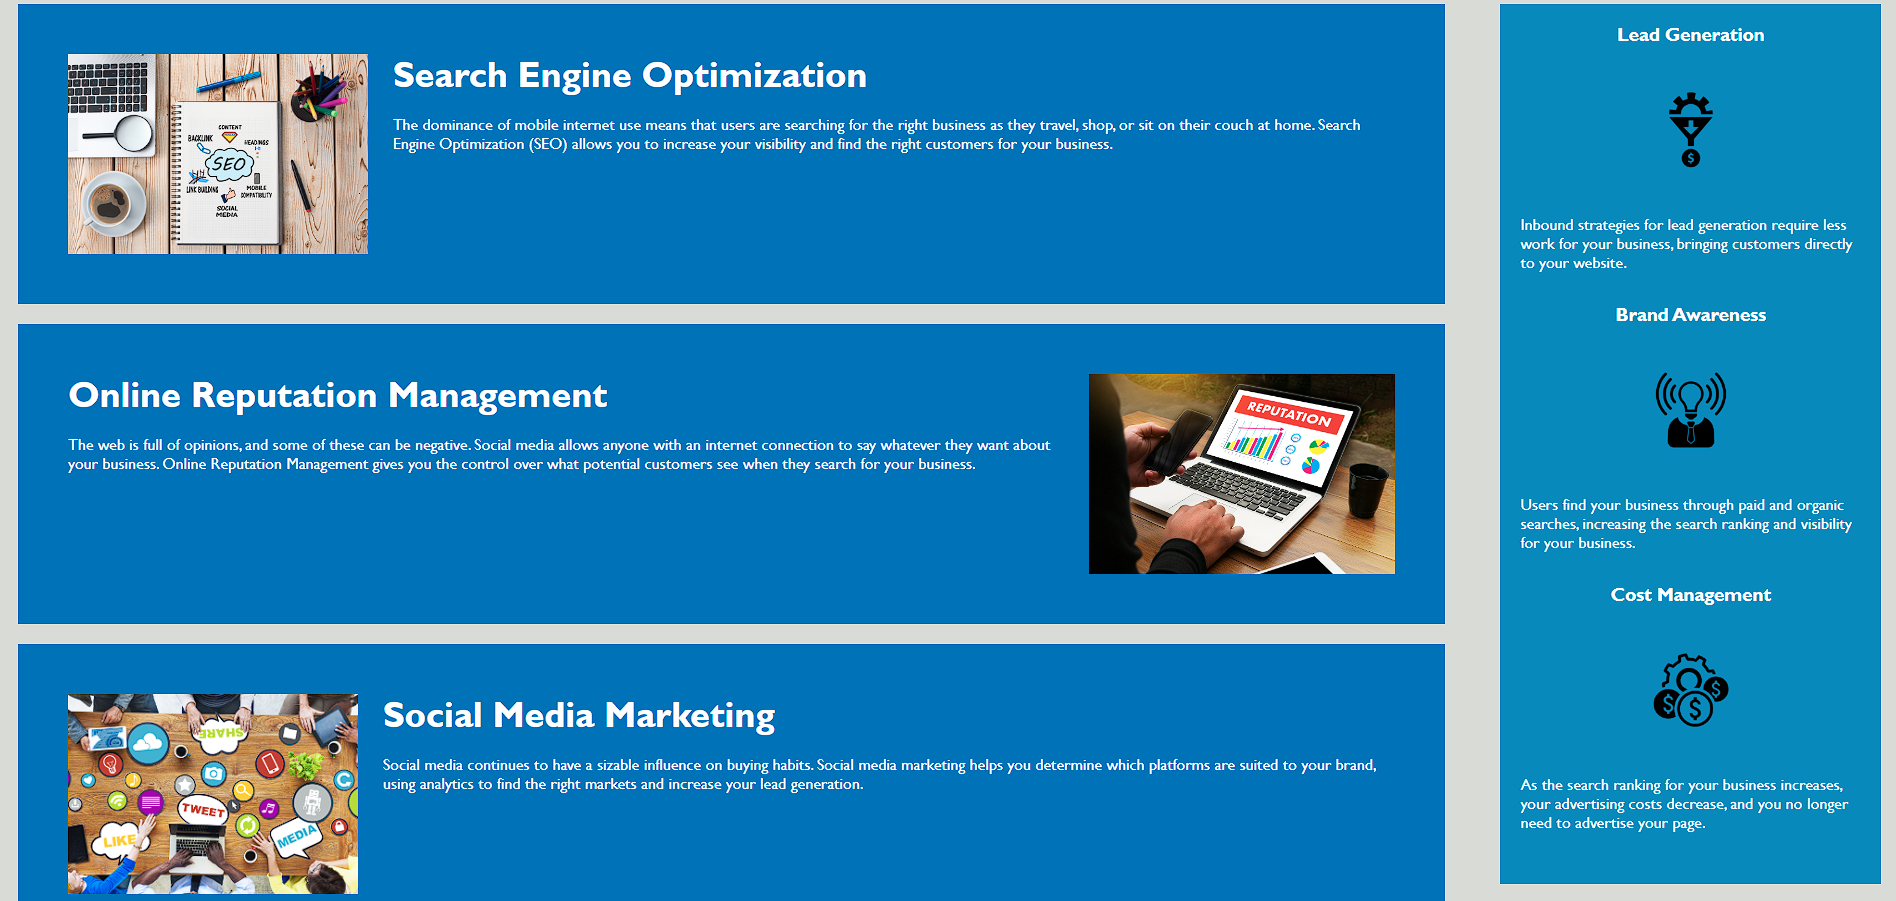 Search Engine Optimization
The dominance of mobile internet use means that users are searching for the right business as they travel, shop, or sit on their couch at home. Search
Engine Optimization (SEO) allows you to increase your visibility and find the right customers for your business.
CONTENT
BACKLINK
HEADINGS
SEO
LINK BUILDING
MOBILE
COMPATIBILITY
SOCIAL
MEDIA
Online Reputation Management
The web is full of opinions, and some of these can be negative. Social media allows anyone with an internet connection to say whatever they want about
your business. Online Reputation Management gives you the control over what potential customers see when they search for your business.
REPUTATION
Social Media Marketing
Social media continues to have a sizable influence on buying habits. Social media marketing helps you determine which platforms are suited to your brand,
using analytics to find the right markets and increase your lead generation.
SHARE
TWEET
LIKE
MEDIA
Lead Generation
$
Inbound strategies for lead generation require less
work for your business, bringing customers directly
to your website.
Brand Awareness
Users find your business through paid and organic
searches, increasing the search ranking and visibility
for your business.
Cost Management
$ $ $
As the search ranking for your business increases,
your advertising costs decrease, and you no longer
need to advertise your page.